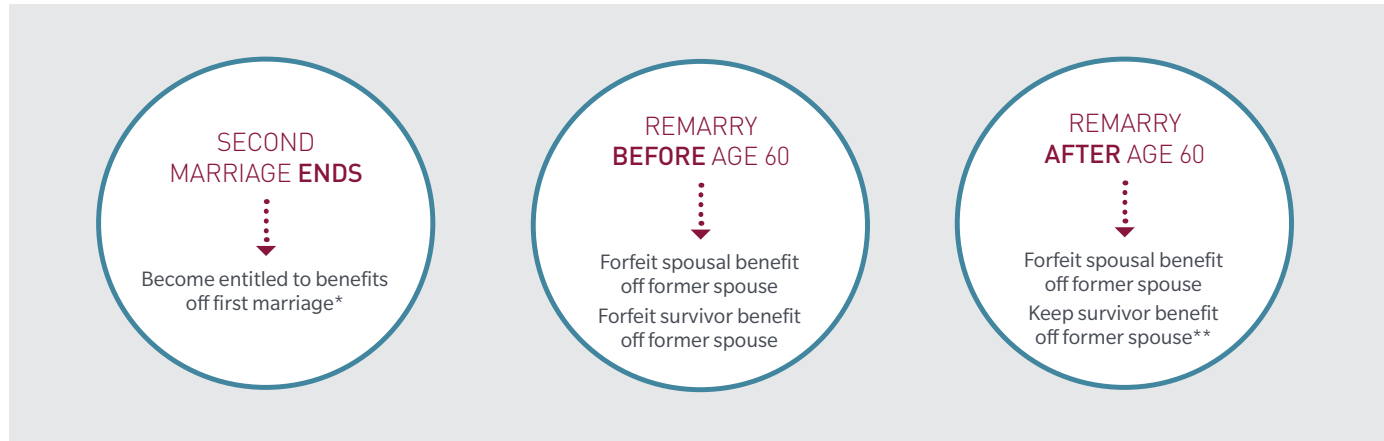 SECOND
MARRIAGE ENDS
Become entitled to benefits
off first marriage*
REMARRY
BEFORE AGE 60
Forfeit spousal benefit
off former spouse
Forfeit survivor benefit
off former spouse
REMARRY
AFTER AGE 60
Forfeit spousal benefit
off former spouse
Keep survivor benefit
off former spouse**